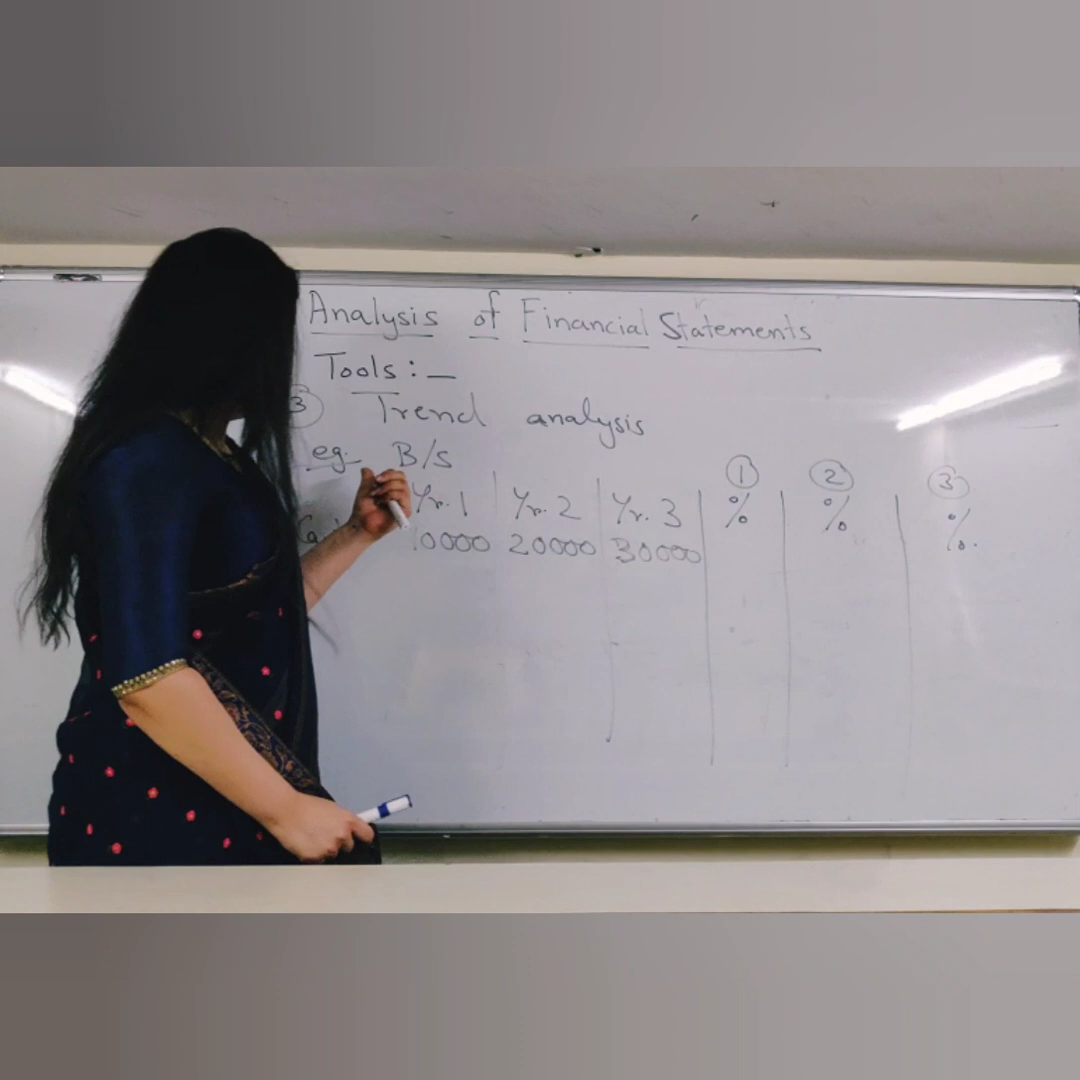 Analysis of Financial Statements
Tools:—
3 Trend analysis
eg. B/S
1 2 3
Yr. 1 Yr. 2 Yr. 3 % % %.
10000 20000 30000